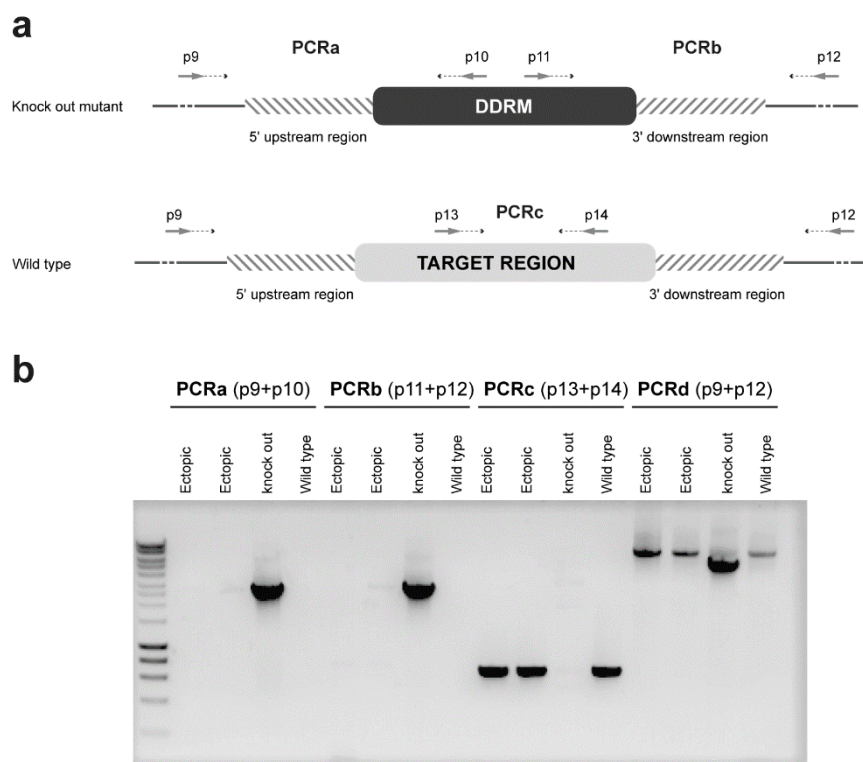 a
PCRa PCRb
p9 p10 p11 p12
Knock out mutant DDRM
5' upstream region 3' downstream region
PCRc
p9 p13 p14 p12
Wild type TARGET REGION
5' upstream region 3' downstream region
b
PCRa (p9+p10) PCRb (p11+p12) PCRc (p13+p14) PCRd (p9+p12)
Ectopic Ectopic knock out Wild type Ectopic Ectopic knock out Wild type Ectopic Ectopic knock out Wild type Ectopic Ectopic knock out Wild type